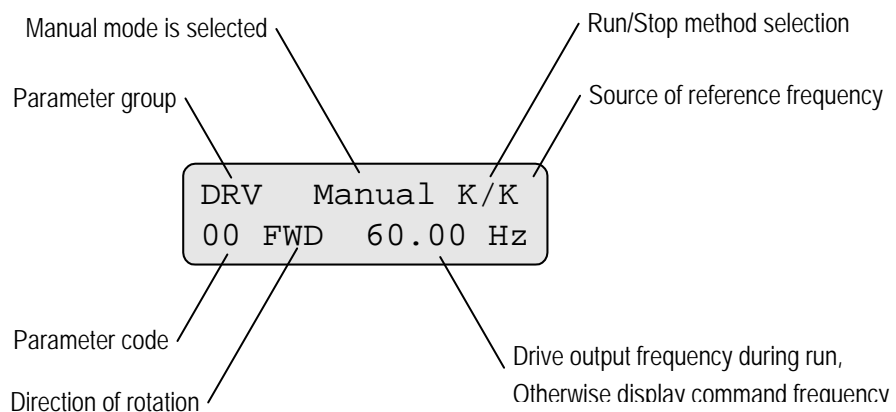 Manual mode is selected
Run/Stop method selection
Parameter group
Source of reference frequency
DRV Manual K/K
00 FWD 60.00 Hz
Parameter code
Drive output frequency during run,
Direction of rotation
Otherwise display command frequency